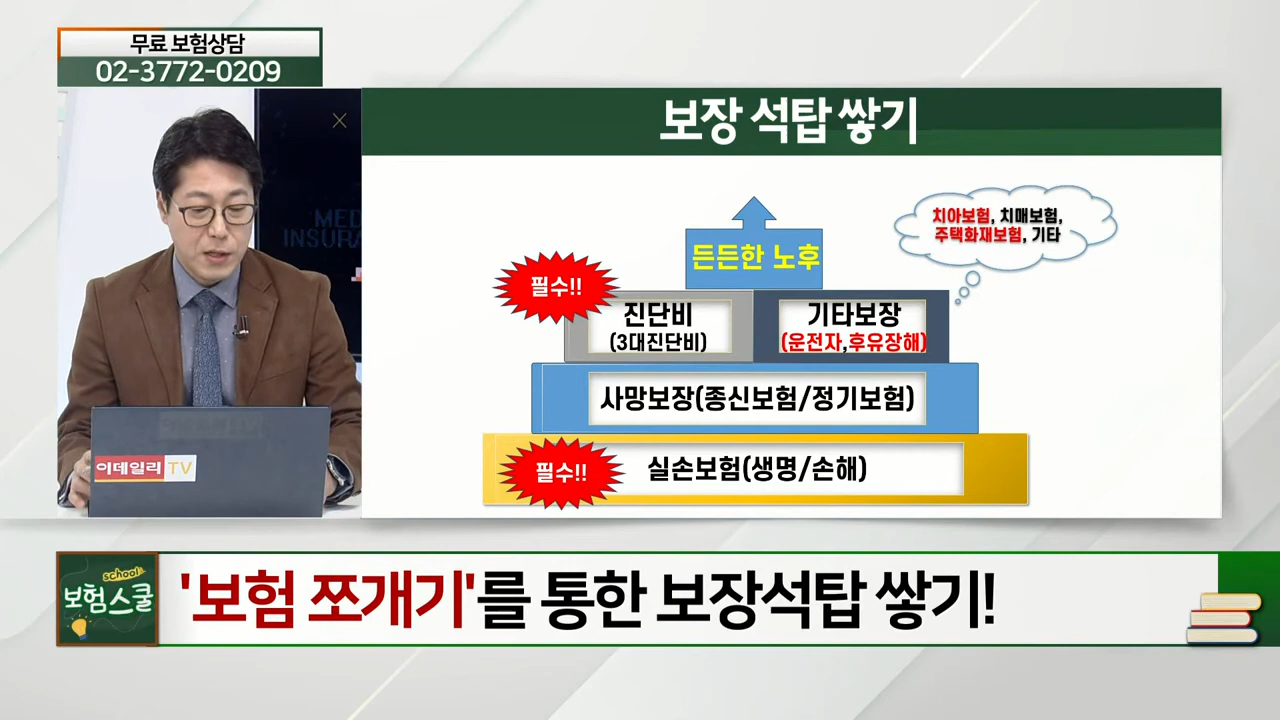 무료 보험상담
02-3772-0209
보장 석탑 쌓기
MED
INSURA
치아보험, 치매보험,
주택화재보험, 기타
든든한 노후
필수!!
진단비
(3대진단비)
기타보장
(운전자,후유장해)
사망보장(종신보험/정기보험)
필수!!
실손보험(생명/손해)
이데일리 TV
school
보험스쿨
'보험 쪼개기'를 통한 보장석탑 쌓기!